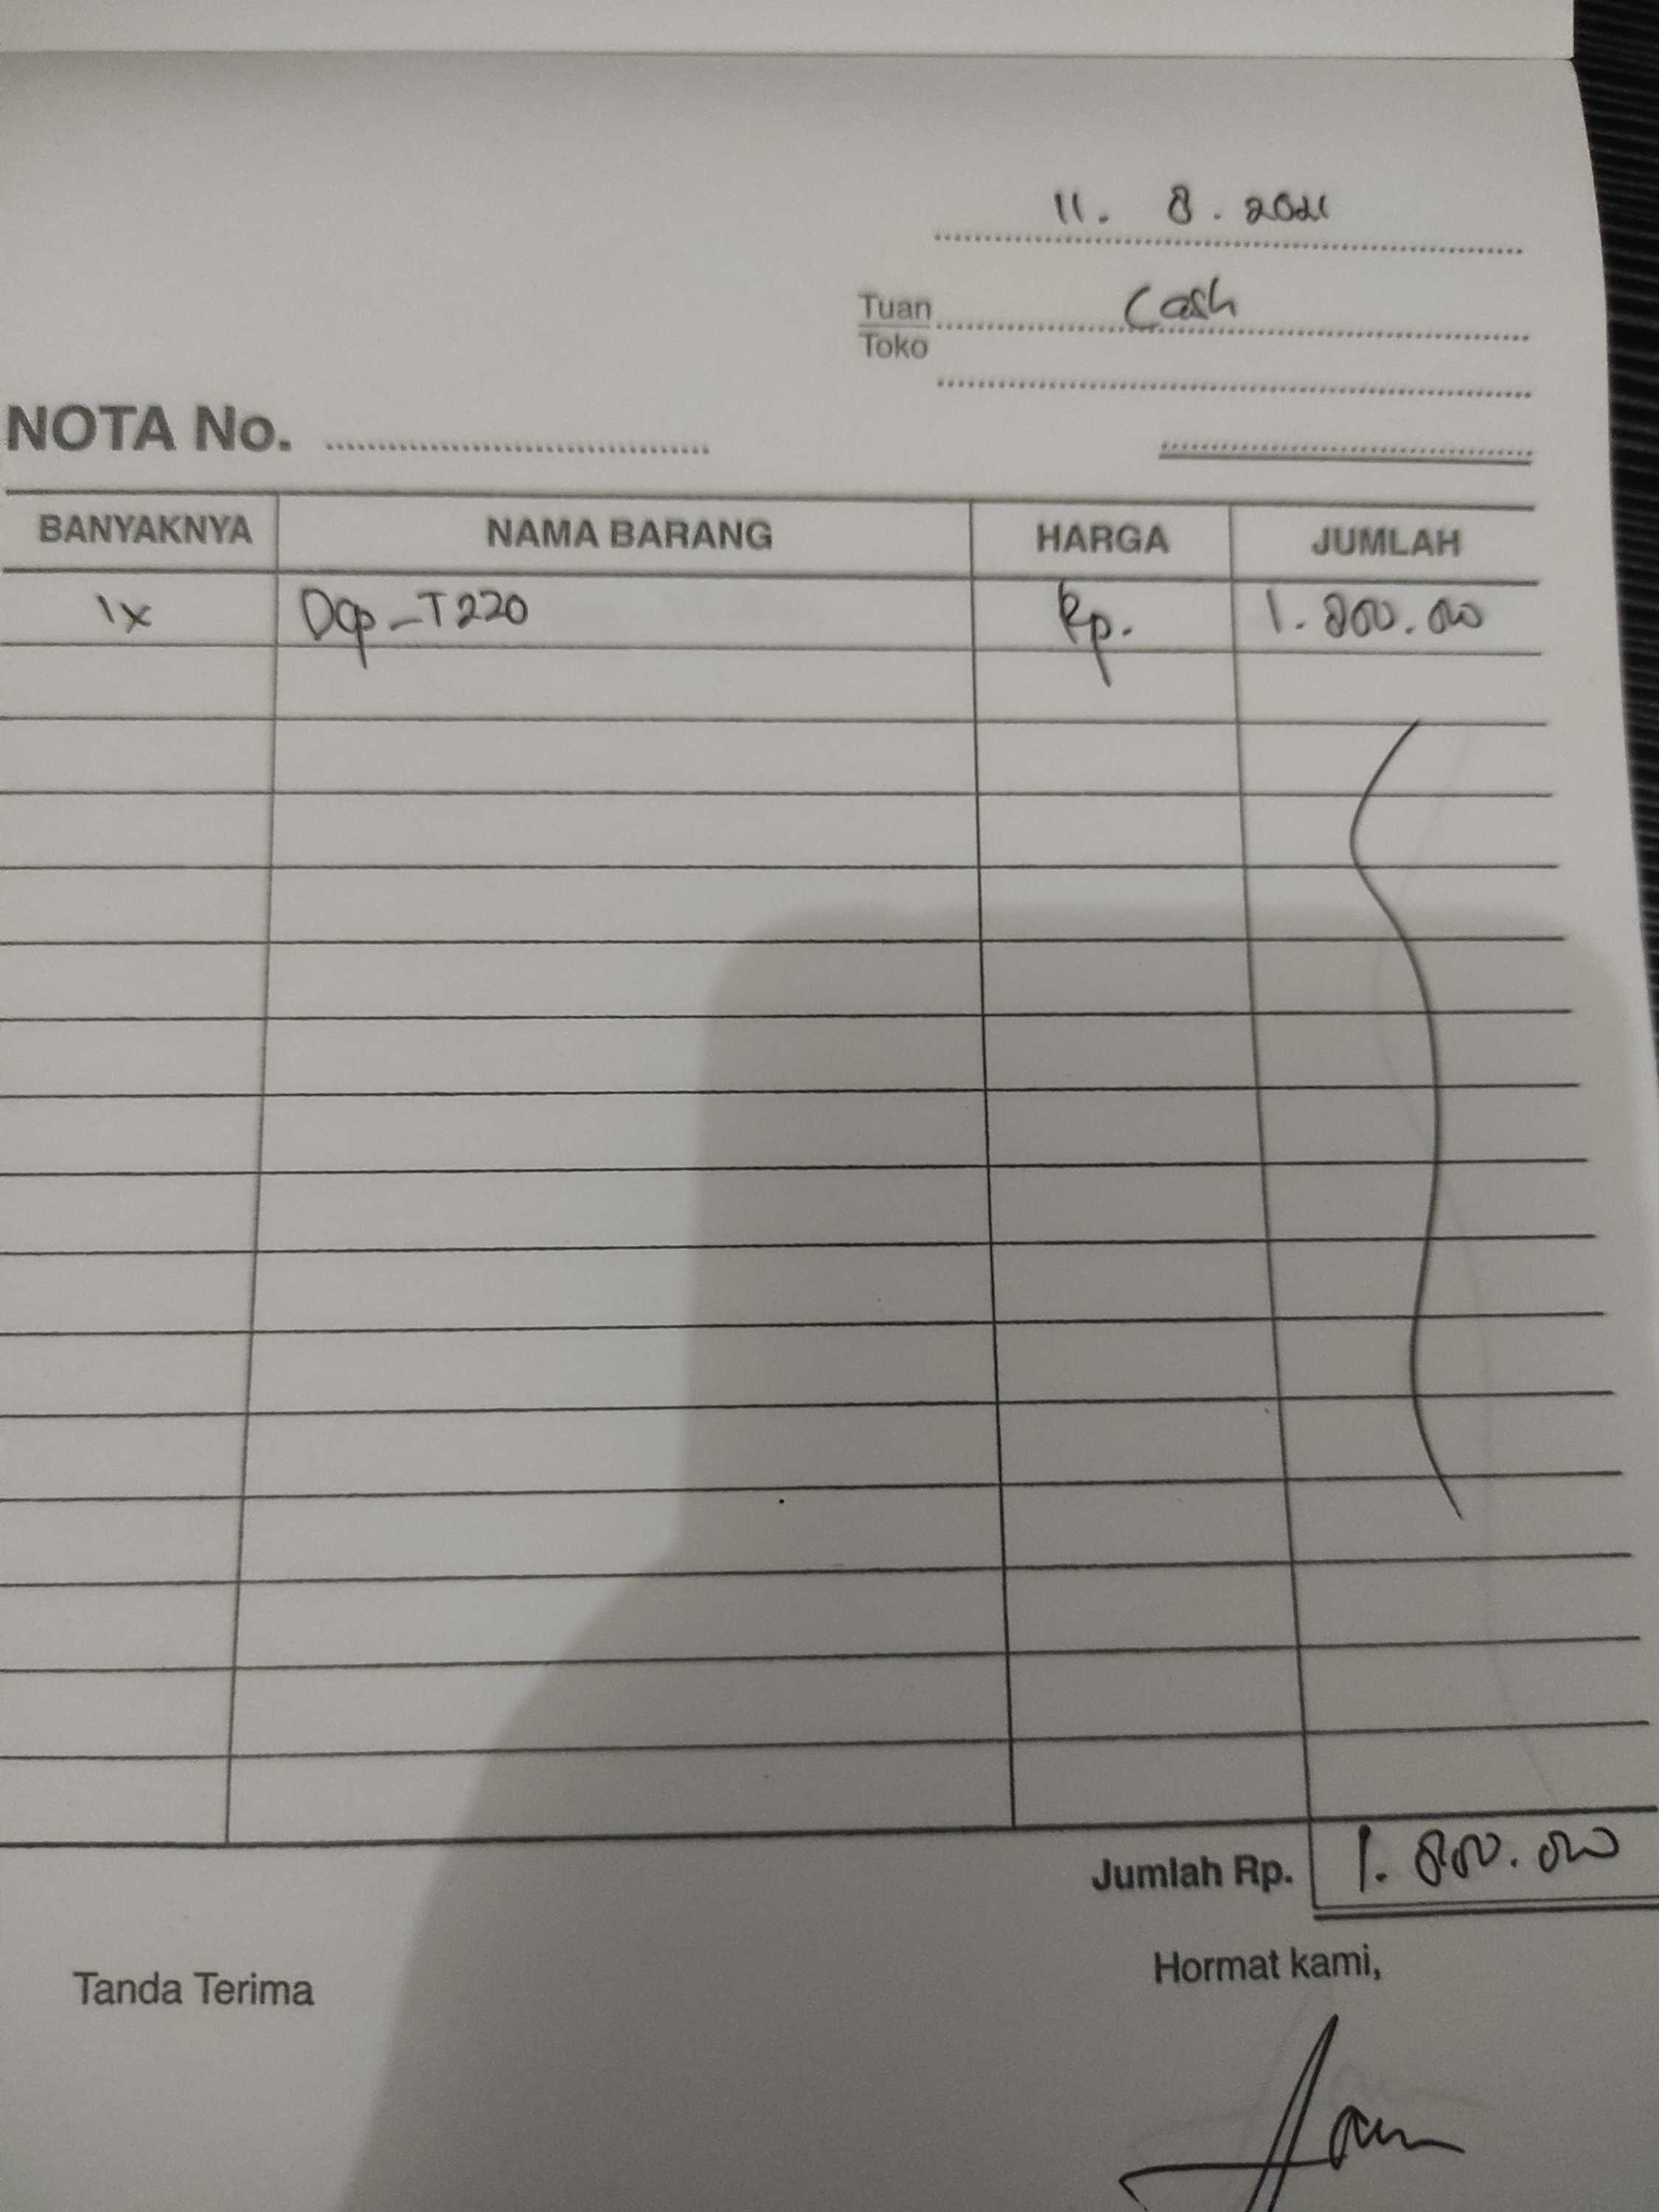 11. 8. 2021
Tuan Cash
Toko
NOTA No.
BANYAKNYA NAMA BARANG HARGA JUMLAH
1x Dcp-T220 Rp. 1.800.000
Jumlah Rp. 1.800.000
Tanda Terima Hormat kami,